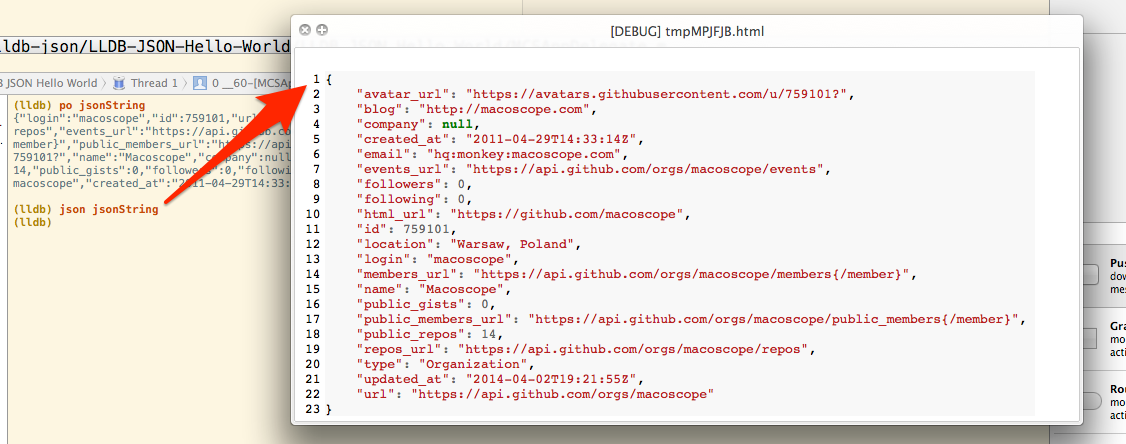 lldb-json/LLDB-JSON-Hello-World
JSON Hello World
Thread 1
0 __60-[MCSA
(lldb) po jsonString
{"login":"macoscope","id":759101,"url
repos","events_url":"https://api.github.co
member}","public_members_url":"https://api
759101?","name":"Macoscope","company":null
14,"public_gists":0,"followers":0,"followi
macoscope","created_at":"2011-04-29T14:33:
(lldb) json jsonString
(lldb)
[DEBUG] tmpMPJFJB.html
1 {
2 "avatar_url": "https://avatars.githubusercontent.com/u/759101?",
3 "blog": "http://macoscope.com",
4 "company": null,
5 "created_at": "2011-04-29T14:33:14Z",
6 "email": "hq:monkey:macoscope.com",
7 "events_url": "https://api.github.com/orgs/macoscope/events",
8 "followers": 0,
9 "following": 0,
10 "html_url": "https://github.com/macoscope",
11 "id": 759101,
12 "location": "Warsaw, Poland",
13 "login": "macoscope",
14 "members_url": "https://api.github.com/orgs/macoscope/members{/member}",
15 "name": "Macoscope",
16 "public_gists": 0,
17 "public_members_url": "https://api.github.com/orgs/macoscope/public_members{/member}",
18 "public_repos": 14,
19 "repos_url": "https://api.github.com/orgs/macoscope/repos",
20 "type": "Organization",
21 "updated_at": "2014-04-02T19:21:55Z",
22 "url": "https://api.github.com/orgs/macoscope"
23 }
Pus
dow
me
Gra
mo
acti
Rou
mo
acti